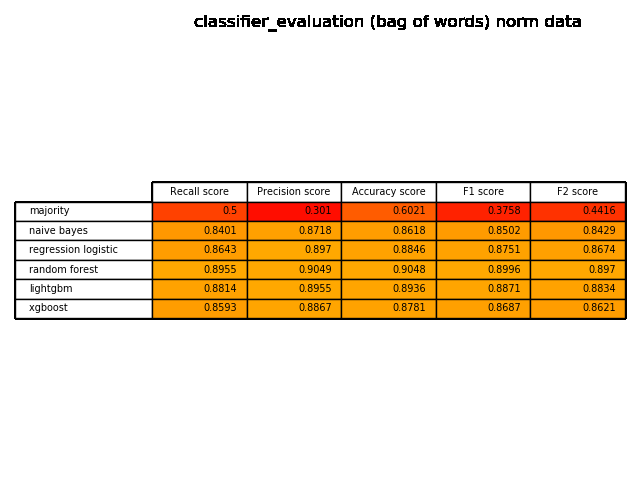 classifier_evaluation (bag of words) norm data
Recall score Precision score Accuracy score F1 score F2 score
majority 0.5 0.301 0.6021 0.3758 0.4416
naive bayes 0.8401 0.8718 0.8618 0.8502 0.8429
regression logistic 0.8643 0.897 0.8846 0.8751 0.8674
random forest 0.8955 0.9049 0.9048 0.8996 0.897
lightgbm 0.8814 0.8955 0.8936 0.8871 0.8834
xgboost 0.8593 0.8867 0.8781 0.8687 0.8621